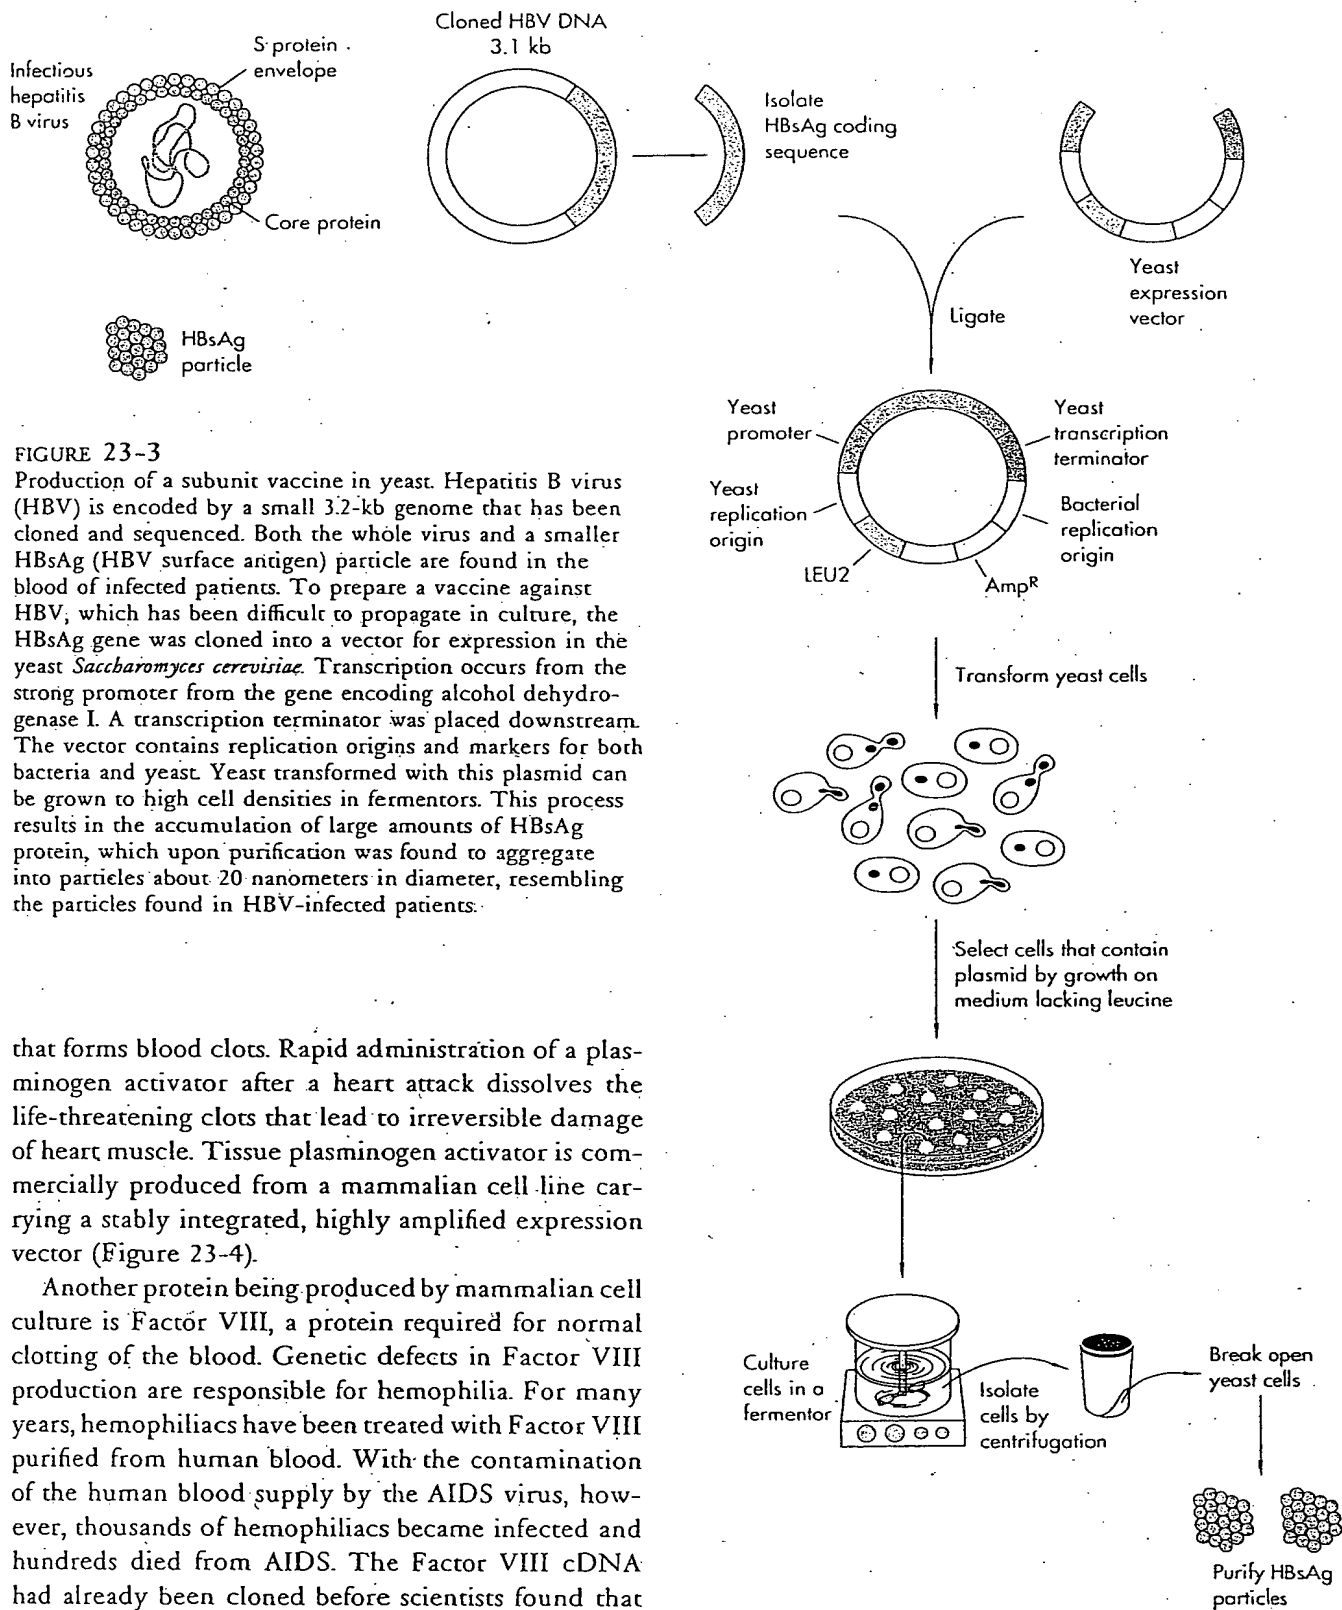 Cloned HBV DNA
3.1 kb
S protein
envelope
Infectious
hepatitis
B virus
Core protein
Isolate
HBsAg coding
sequence
Yeast
expression
vector
Ligate
HBsAg
particle
Yeast
promoter
Yeast
transcription
terminator
Yeast
replication
origin
Bacterial
replication
origin
LEU2
AmpR
Transform yeast cells
Select cells that contain
plasmid by growth on
medium lacking leucine
Culture
cells in a
fermentor
Isolate
cells by
centrifugation
Break open
yeast cells
Purify HBsAg
particles
FIGURE 23-3
Production of a subunit vaccine in yeast. Hepatitis B virus
(HBV) is encoded by a small 3.2-kb genome that has been
cloned and sequenced. Both the whole virus and a smaller
HBsAg (HBV surface antigen) particle are found in the
blood of infected patients. To prepare a vaccine against
HBV, which has been difficult to propagate in culture, the
HBsAg gene was cloned into a vector for expression in the
yeast Saccharomyces cerevisiae. Transcription occurs from the
strong promoter from the gene encoding alcohol dehydro-
genase I. A transcription terminator was placed downstream.
The vector contains replication origins and markers for both
bacteria and yeast. Yeast transformed with this plasmid can
be grown to high cell densities in fermentors. This process
results in the accumulation of large amounts of HBsAg
protein, which upon purification was found to aggregate
into particles about 20 nanometers in diameter, resembling
the particles found in HBV-infected patients.
that forms blood clots. Rapid administration of a plas-
minogen activator after a heart attack dissolves the
life-threatening clots that lead to irreversible damage
of heart muscle. Tissue plasminogen activator is com-
mercially produced from a mammalian cell line car-
rying a stably integrated, highly amplified expression
vector (Figure 23-4).
Another protein being produced by mammalian cell
culture is Factor VIII, a protein required for normal
clotting of the blood. Genetic defects in Factor VIII
production are responsible for hemophilia. For many
years, hemophiliacs have been treated with Factor VIII
purified from human blood. With the contamination
of the human blood supply by the AIDS virus, how-
ever, thousands of hemophiliacs became infected and
hundreds died from AIDS. The Factor VIII cDNA
had already been cloned before scientists found that